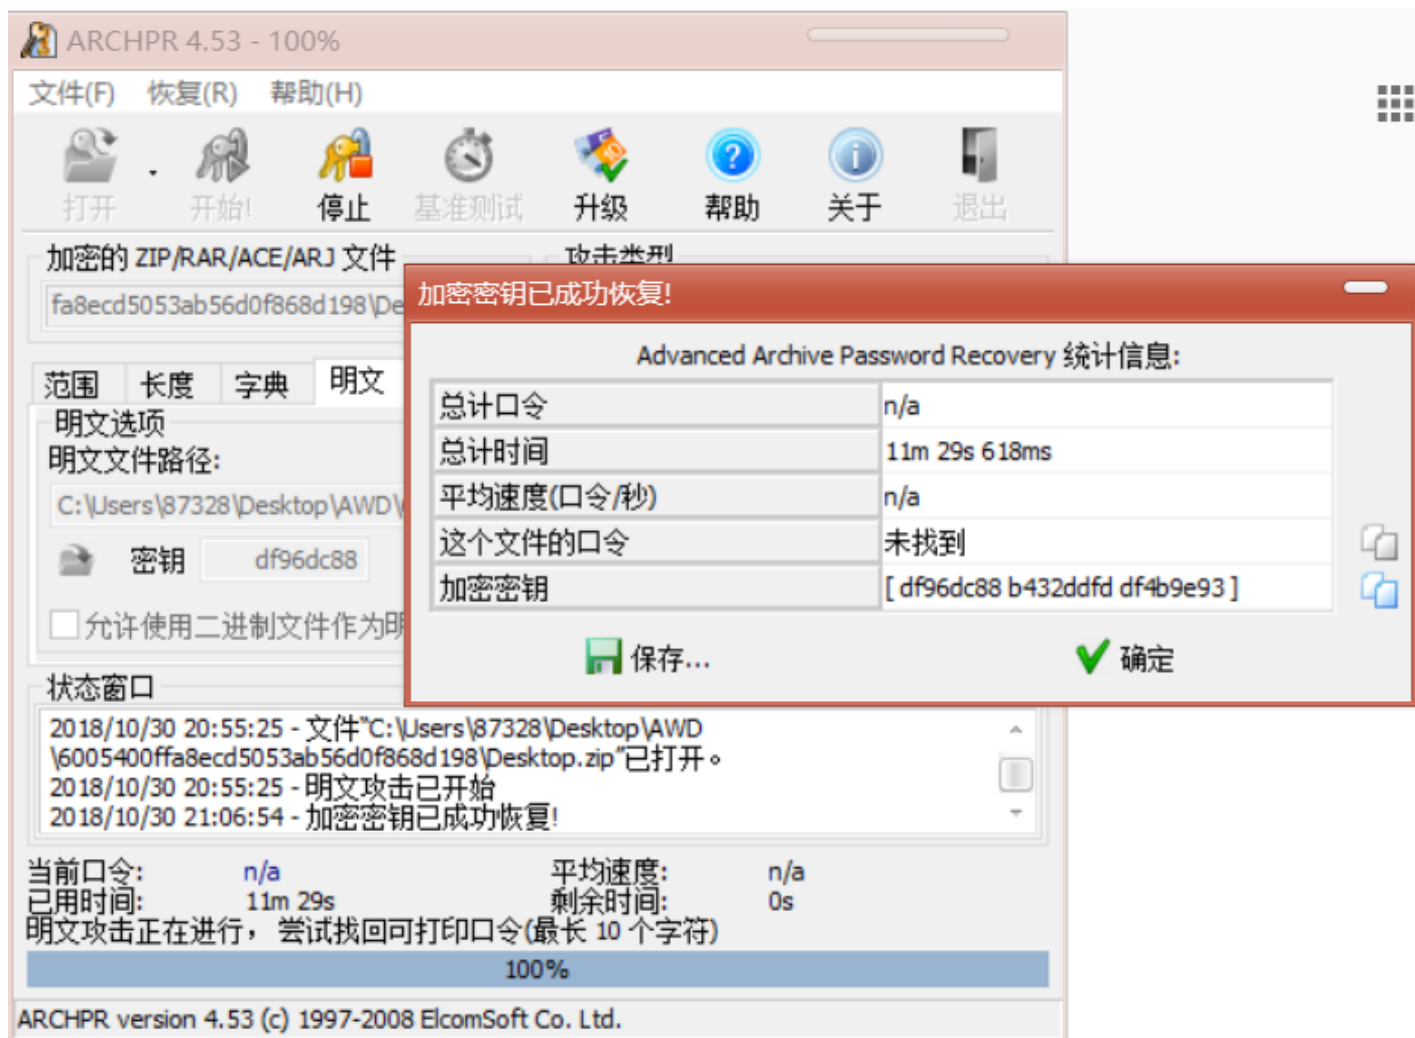 ARCHPR 4.53 - 100%
文件(F) 恢复(R) 帮助(H)
打开 开始! 停止 基准测试 升级 帮助 关于 退出
加密的 ZIP/RAR/ACE/ARJ 文件 攻击类型
fa8ecd5053ab56d0f868d198\De
加密密钥已成功恢复!
Advanced Archive Password Recovery 统计信息:
总计口令 n/a
总计时间 11m 29s 618ms
平均速度(口令/秒) n/a
这个文件的口令 未找到
加密密钥 [ df96dc88 b432ddfd df4b9e93 ]
保存... 确定
范围 长度 字典 明文
明文选项
明文文件路径:
C:\Users\87328\Desktop\AWD\
密钥 df96dc88
允许使用二进制文件作为明
状态窗口
2018/10/30 20:55:25 - 文件"C:\Users\87328\Desktop\AWD
\6005400ffa8ecd5053ab56d0f868d198\Desktop.zip"已打开。
2018/10/30 20:55:25 - 明文攻击已开始
2018/10/30 21:06:54 - 加密密钥已成功恢复!
当前口令: n/a 平均速度: n/a
已用时间: 11m 29s 剩余时间: 0s
明文攻击正在进行，尝试找回可打印口令(最长 10 个字符)
100%
ARCHPR version 4.53 (c) 1997-2008 ElcomSoft Co. Ltd.